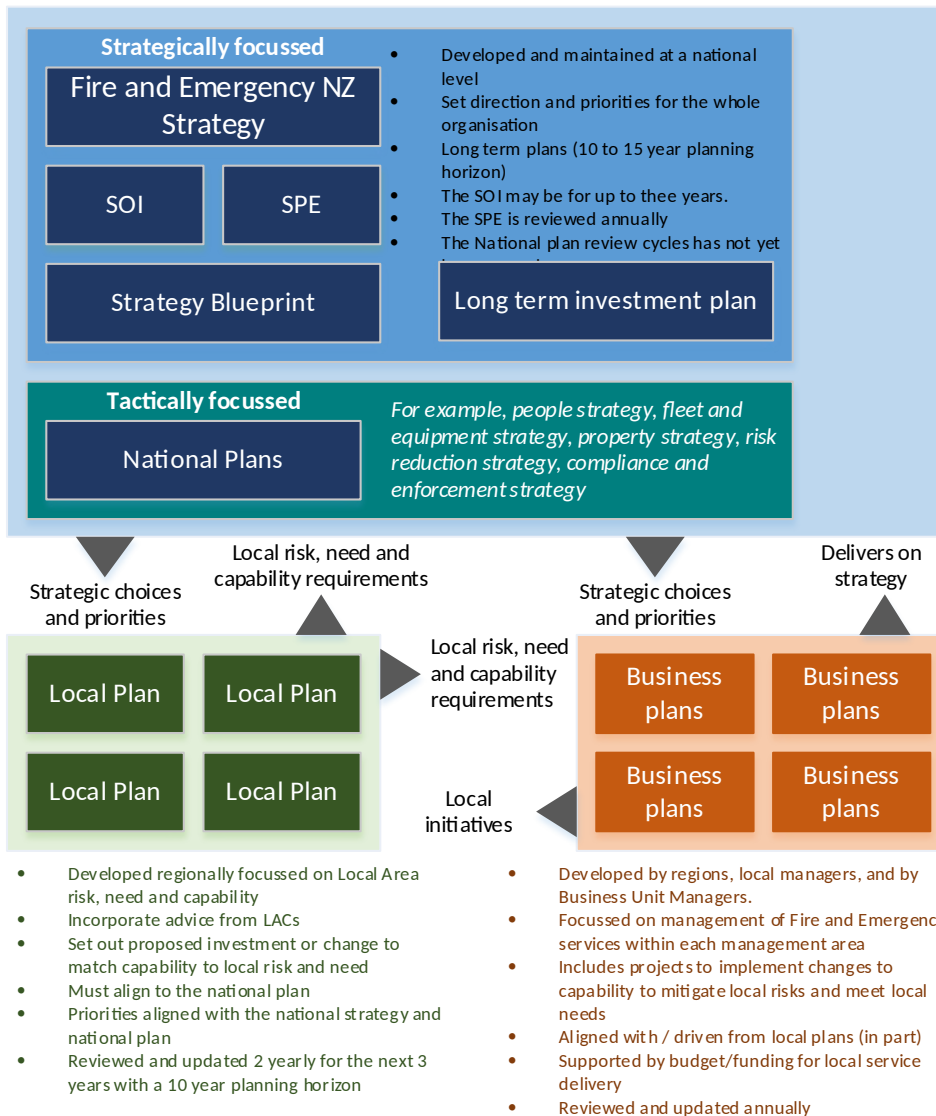 Strategically focussed
Fire and Emergency NZ
Strategy
SOI
SPE
Strategy Blueprint
• Developed and maintained at a national
level
• Set direction and priorities for the whole
organisation
• Long term plans (10 to 15 year planning
horizon)
• The SOI may be for up to thee years.
• The SPE is reviewed annually
• The National plan review cycles has not yet
Long term investment plan
Tactically focussed
National Plans
For example, people strategy, fleet and
equipment strategy, property strategy, risk
reduction strategy, compliance and
enforcement strategy
Strategic choices
and priorities
Local risk, need and
capability requirements
Strategic choices
and priorities
Delivers on
strategy
Local Plan
Local Plan
Local Plan
Local Plan
Local risk, need
and capability
requirements
Local
initiatives
Business
plans
Business
plans
Business
plans
Business
plans
• Developed regionally focussed on Local Area
risk, need and capability
• Incorporate advice from LACs
• Set out proposed investment or change to
match capability to local risk and need
• Must align to the national plan
• Priorities aligned with the national strategy and
national plan
• Reviewed and updated 2 yearly for the next 3
years with a 10 year planning horizon
• Developed by regions, local managers, and by
Business Unit Managers.
• Focussed on management of Fire and Emergenc
services within each management area
• Includes projects to implement changes to
capability to mitigate local risks and meet local
needs
• Aligned with / driven from local plans (in part)
• Supported by budget/funding for local service
delivery
• Reviewed and updated annually